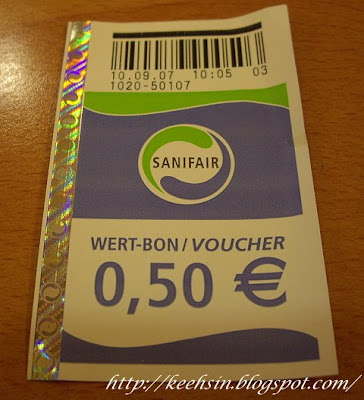 10.09.07 10:05 03
1020-50107
SANIFAIR
WERT-BON/VOUCHER
0,50 €
http://keehsin.blogspot.com/